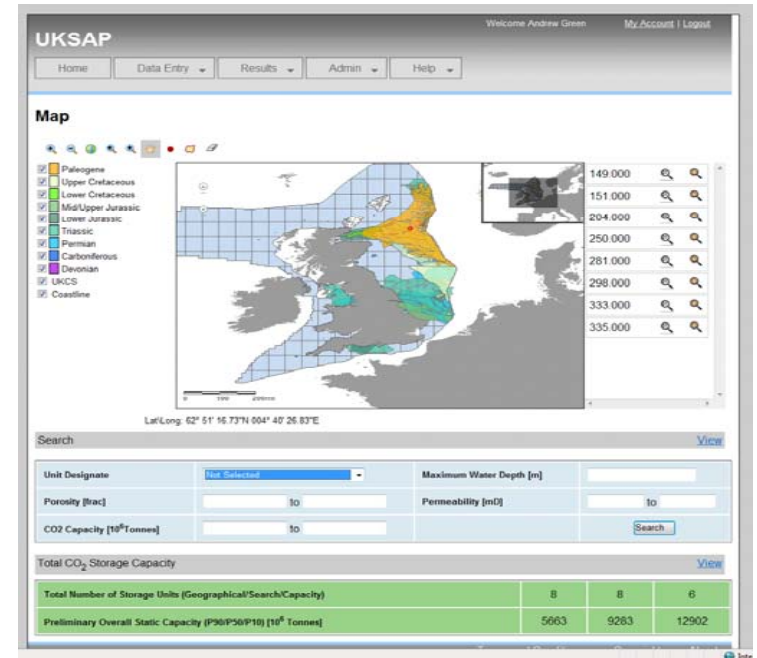 Welcome Andrew Green My Account | Logout
UKSAP
Home Data Entry Results Admin Help
Map
Paleogene
Upper Cretaceous
Lower Cretaceous
Mid/Upper Jurassic
Lower Jurassic
Triassic
Permian
Carboniferous
Devonian
UKCS
Coastline
149.000
151.000
204.000
250.000
281.000
298.000
333.000
335.000
0 100 200km
Lat\Long: 62° 51' 16.73"N 004° 40' 26.83"E
Search View
Unit Designate Not Selected Maximum Water Depth [m]
Porosity [frac] to Permeability [mD] to
CO2 Capacity [10⁶Tonnes] to Search
Total CO₂ Storage Capacity View
Total Number of Storage Units (Geographical/Search/Capacity) 8 8 6
Preliminary Overall Static Capacity (P90/P50/P10) [10⁶ Tonnes] 5663 9283 12902